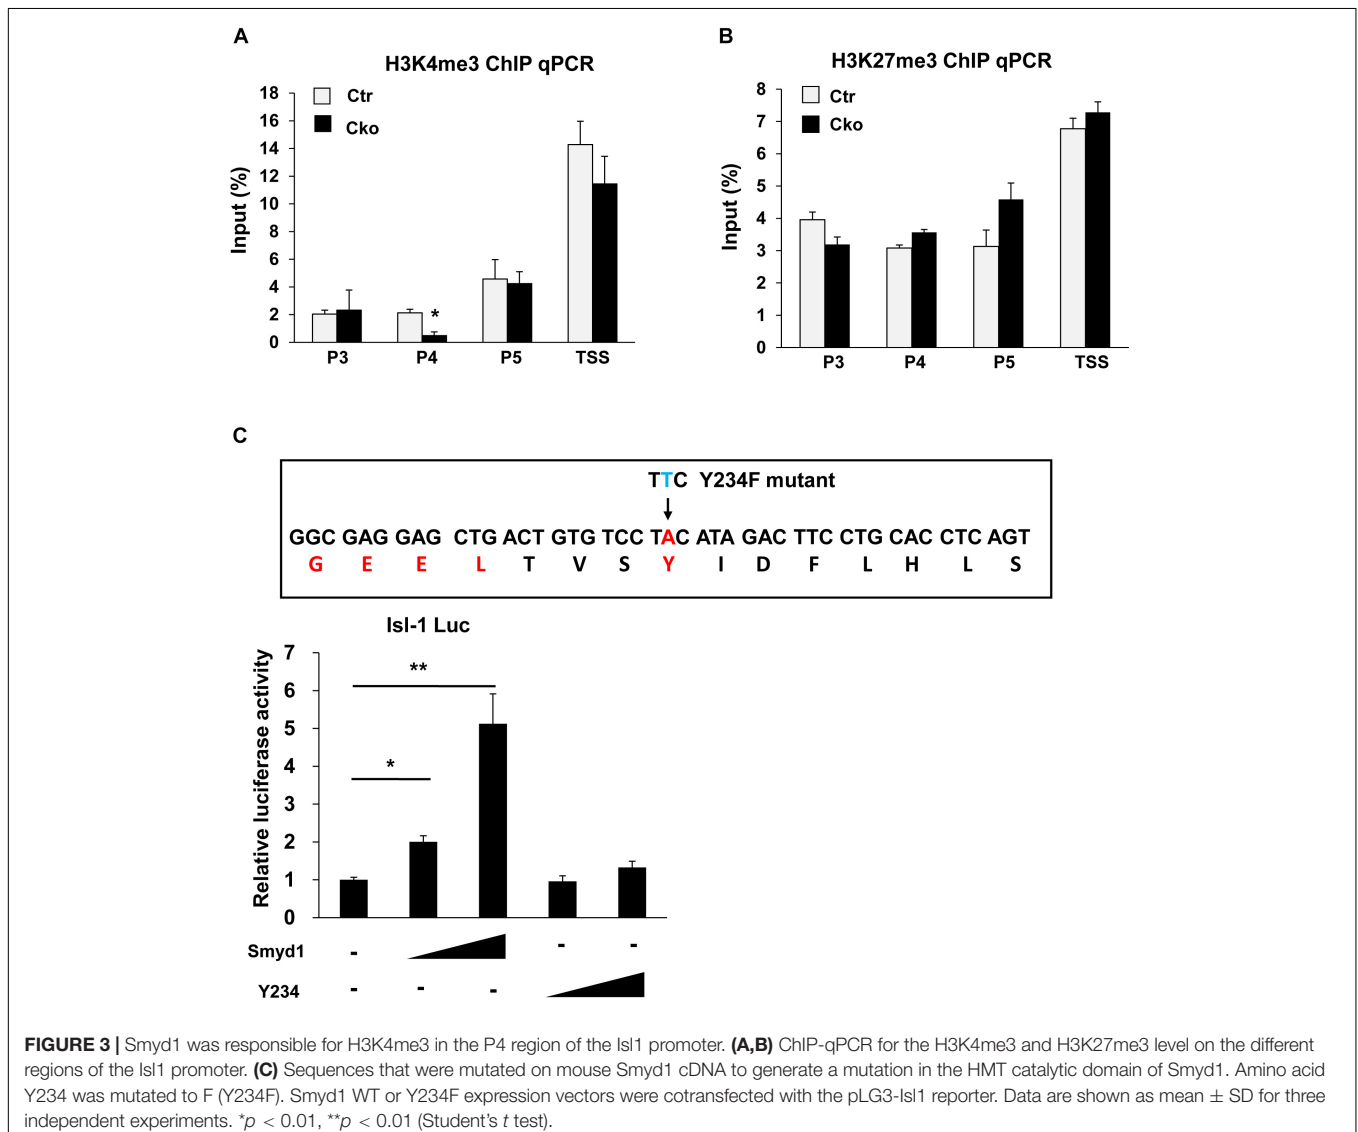 A
H3K4me3 ChIP qPCR
Ctr
Cko
Input (%)
18
16
14
12
10
8
6
4
2
0
*
P3 P4 P5 TSS
B
H3K27me3 ChIP qPCR
Ctr
Cko
Input (%)
8
7
6
5
4
3
2
1
0
P3 P4 P5 TSS
C
TTC Y234F mutant
GGC GAG GAG CTG ACT GTG TCC TAC ATA GAC TTC CTG CAC CTC AGT
G E E L T V S Y I D F L H L S
Isl-1 Luc
Relative luciferase activity
7
6
5
4
3
2
1
0
**
*
Smyd1 - - -
Y234 - - -
FIGURE 3 | Smyd1 was responsible for H3K4me3 in the P4 region of the Isl1 promoter. (A,B) ChIP-qPCR for the H3K4me3 and H3K27me3 level on the different
regions of the Isl1 promoter. (C) Sequences that were mutated on mouse Smyd1 cDNA to generate a mutation in the HMT catalytic domain of Smyd1. Amino acid
Y234 was mutated to F (Y234F). Smyd1 WT or Y234F expression vectors were cotransfected with the pLG3-Isl1 reporter. Data are shown as mean ± SD for three
independent experiments. *p < 0.01, **p < 0.01 (Student's t test).